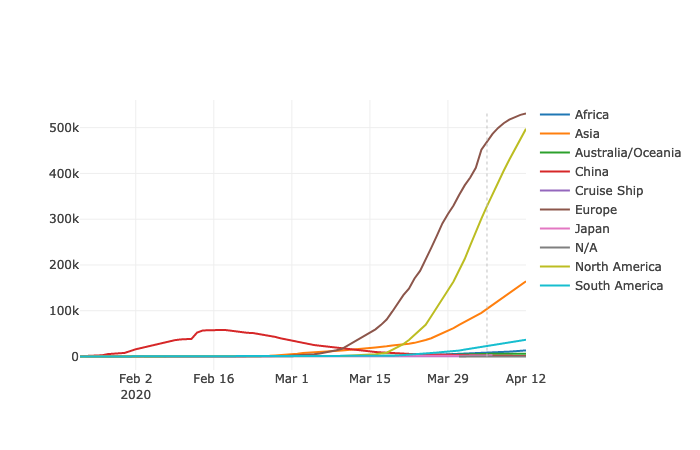 500k
400k
300k
200k
100k
0
Feb 2
2020
Feb 16
Mar 1
Mar 15
Mar 29
Apr 12
Africa
Asia
Australia/Oceania
China
Cruise Ship
Europe
Japan
N/A
North America
South America